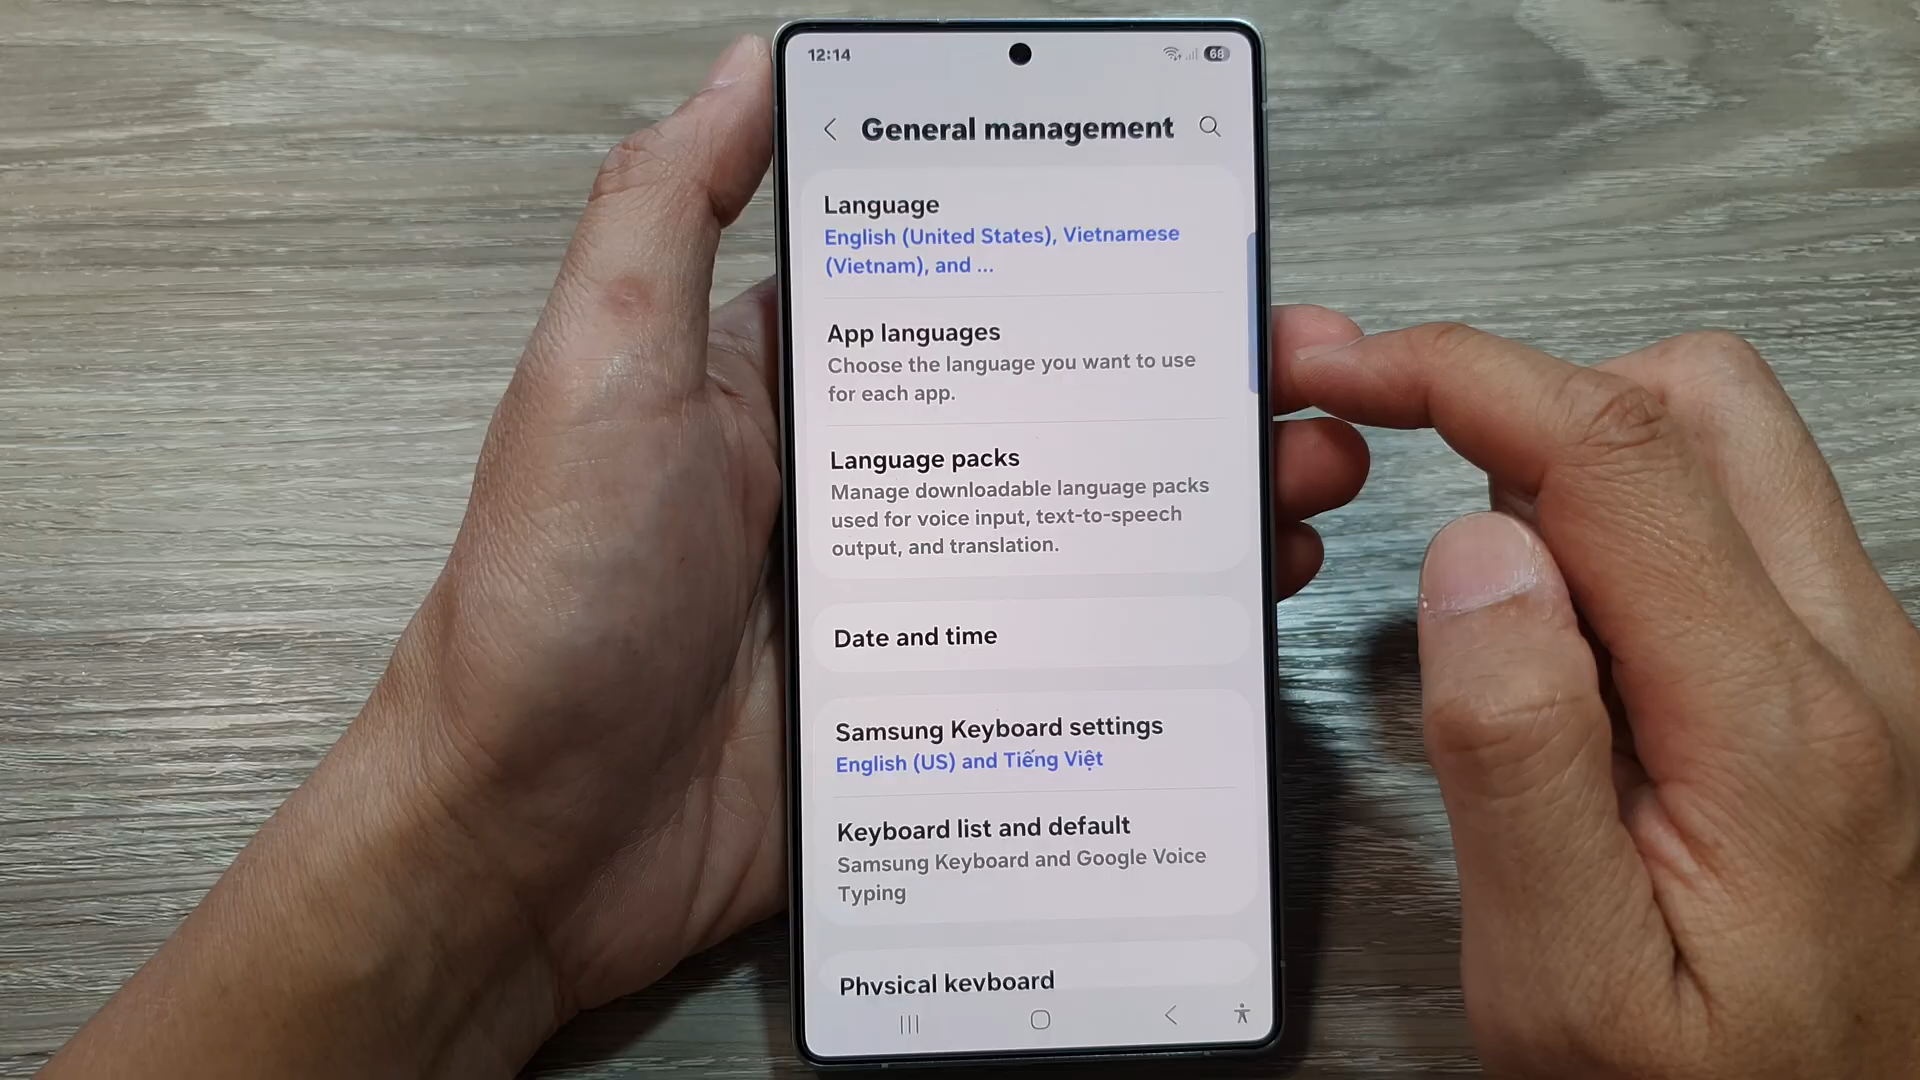 12:14
68
General management
Language
English (United States), Vietnamese
(Vietnam), and ...
App languages
Choose the language you want to use
for each app.
Language packs
Manage downloadable language packs
used for voice input, text-to-speech
output, and translation.
Date and time
Samsung Keyboard settings
English (US) and Tiếng Việt
Keyboard list and default
Samsung Keyboard and Google Voice
Typing
Physical keyboard